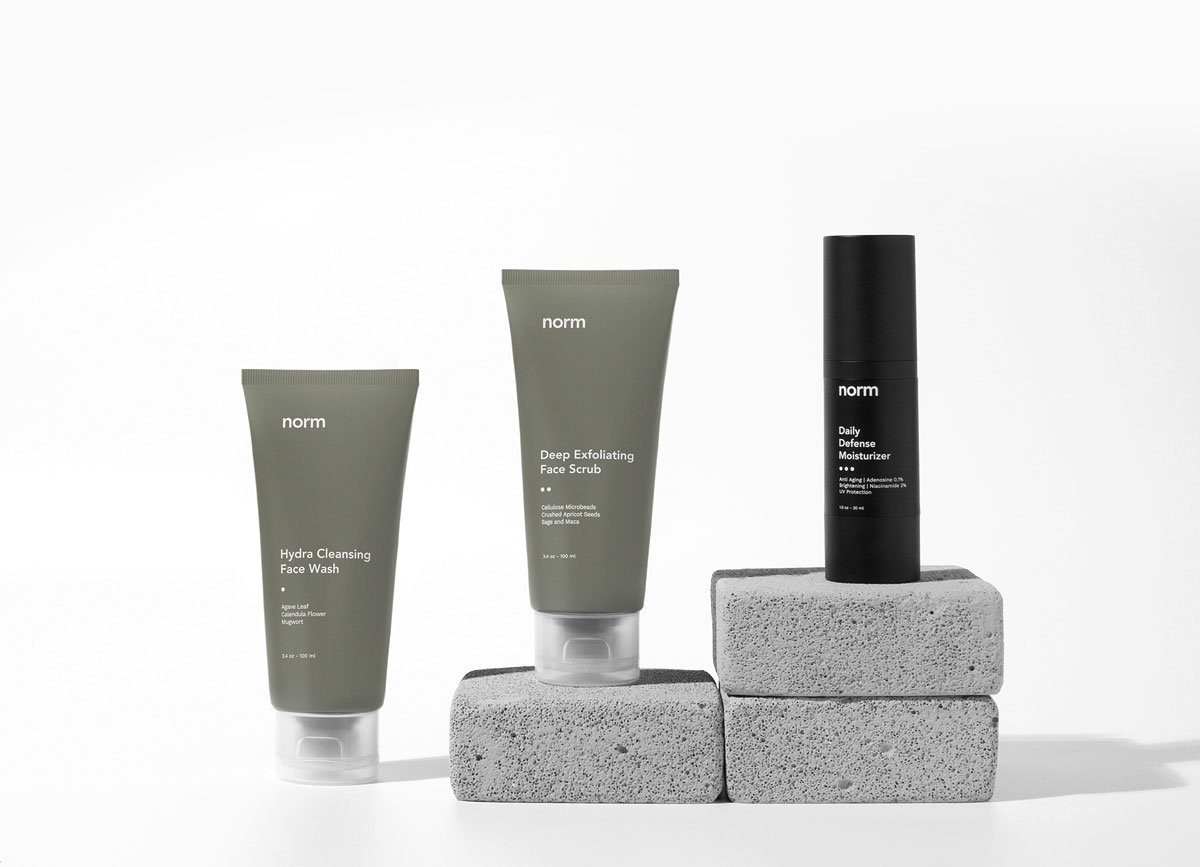 norm
Hydra Cleansing
Face Wash
Agave Leaf
Calendula Flower
Mugwort
3.4 oz - 100 ml
norm
Deep Exfoliating
Face Scrub
Cellulose Microbeads
Crushed Apricot Seeds
Sage and Maca
3.4 oz - 100 ml
norm
Daily
Defense
Moisturizer
Anti Aging | Adenosine 0.1%
Brightening | Niacinamide 2%
UV Protection
1.0 oz - 30 ml